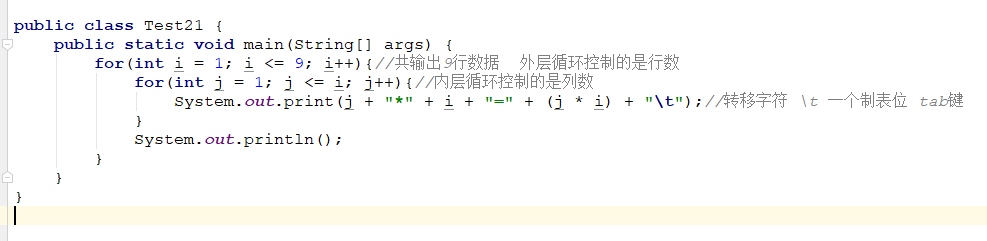 public class Test21 {
    public static void main(String[] args) {
        for(int i = 1; i <= 9; i++){//共输出9行数据  外层循环控制的是行数
            for(int j = 1; j <= i; j++){//内层循环控制的是列数
                System.out.print(j + "*" + i + "=" + (j * i) + "\t");//转移字符 \t 一个制表位 tab键
            }
            System.out.println();
        }
    }
}